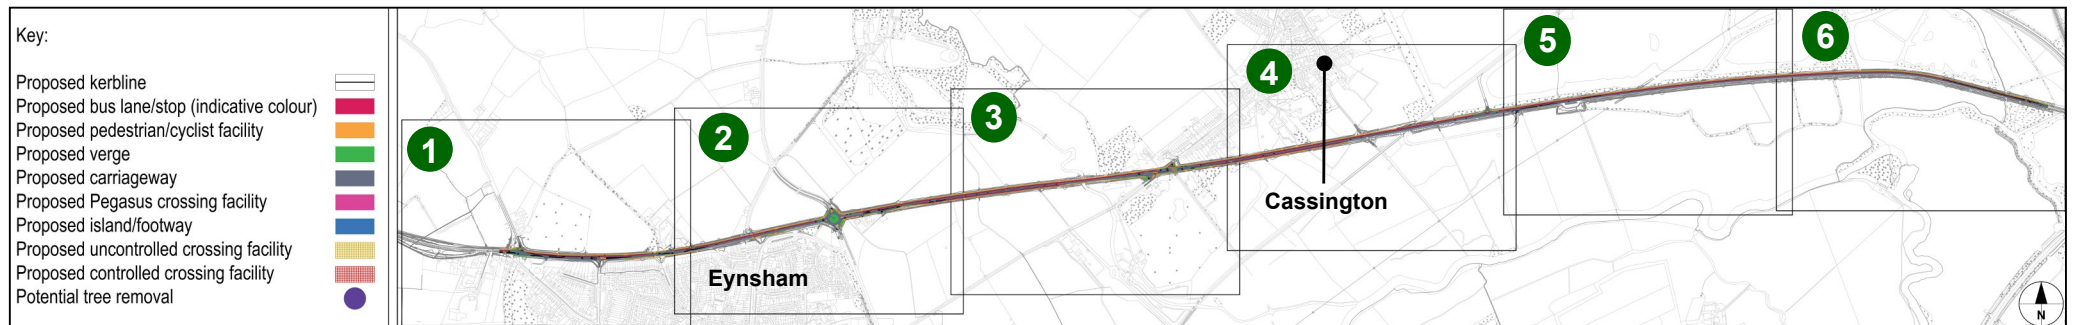 Key:
Proposed kerbline
Proposed bus lane/stop (indicative colour)
Proposed pedestrian/cyclist facility
Proposed verge
Proposed carriageway
Proposed Pegasus crossing facility
Proposed island/footway
Proposed uncontrolled crossing facility
Proposed controlled crossing facility
Potential tree removal
1
2
3
4
5
6
Eynsham
Cassington
N